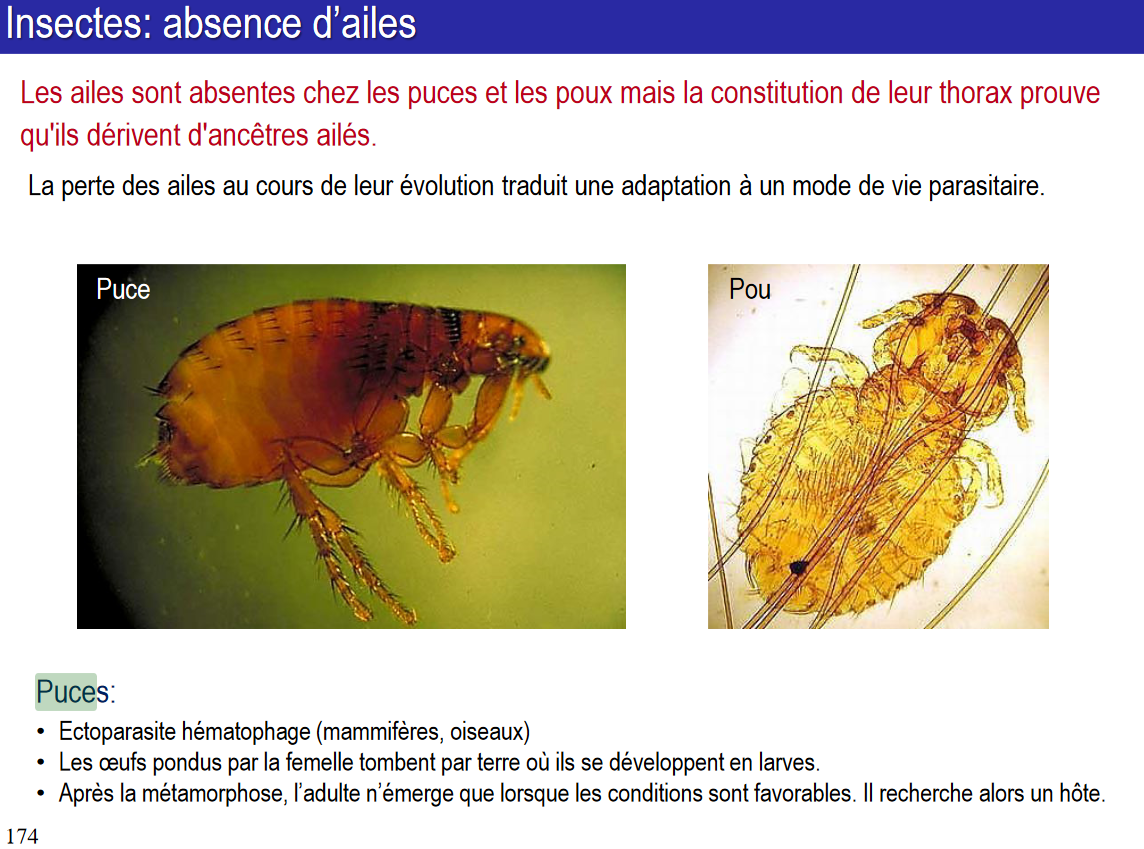 Insectes: absence d’ailes
Les ailes sont absentes chez les puces et les poux mais la constitution de leur thorax prouve
qu'ils dérivent d'ancêtres ailés.
La perte des ailes au cours de leur évolution traduit une adaptation à un mode de vie parasitaire.
Puce
Pou
Puces:
• Ectoparasite hématophage (mammifères, oiseaux)
• Les œufs pondus par la femelle tombent par terre où ils se développent en larves.
• Après la métamorphose, l’adulte n’émerge que lorsque les conditions sont favorables. Il recherche alors un hôte.
174